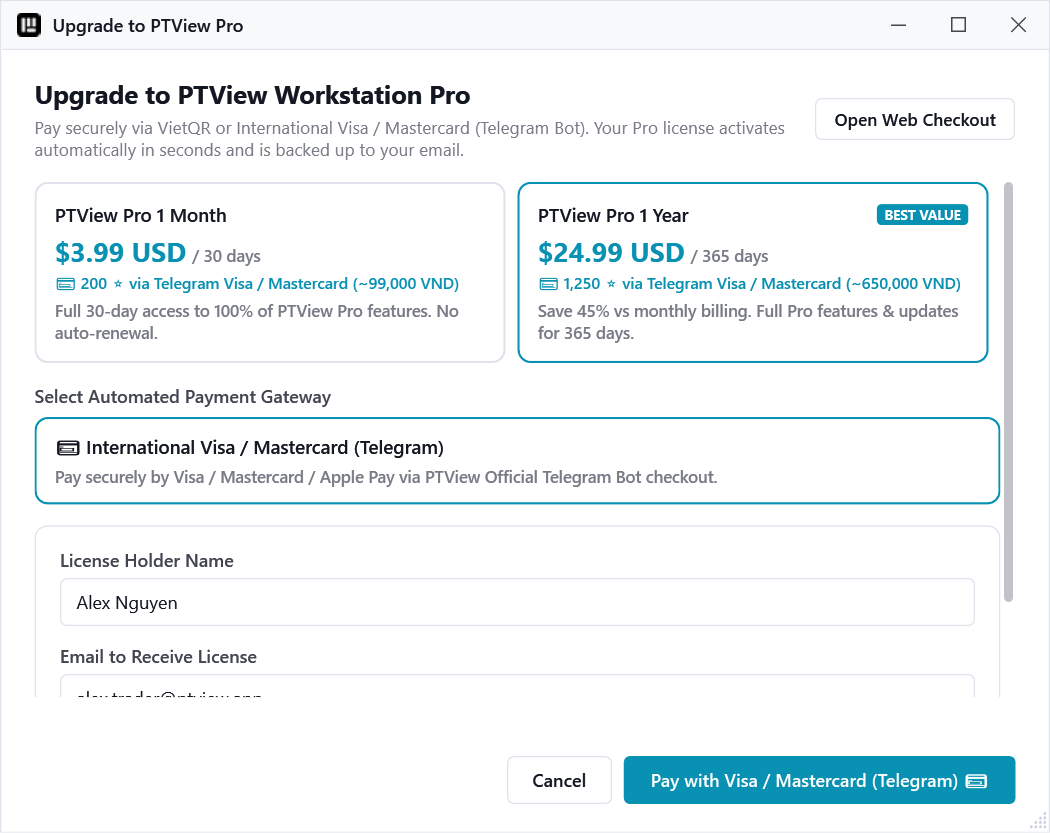 Upgrade to PTView Pro
Upgrade to PTView Workstation Pro
Pay securely via VietQR or International Visa / Mastercard (Telegram Bot). Your Pro license activates
automatically in seconds and is backed up to your email.
Open Web Checkout
PTView Pro 1 Month
$3.99 USD / 30 days
200 ⭐ via Telegram Visa / Mastercard (~99,000 VND)
Full 30-day access to 100% of PTView Pro features. No
auto-renewal.
PTView Pro 1 Year
BEST VALUE
$24.99 USD / 365 days
1,250 ⭐ via Telegram Visa / Mastercard (~650,000 VND)
Save 45% vs monthly billing. Full Pro features & updates
for 365 days.
Select Automated Payment Gateway
International Visa / Mastercard (Telegram)
Pay securely by Visa / Mastercard / Apple Pay via PTView Official Telegram Bot checkout.
License Holder Name
Alex Nguyen
Email to Receive License
alex.trader@ptview.app
Cancel
Pay with Visa / Mastercard (Telegram)